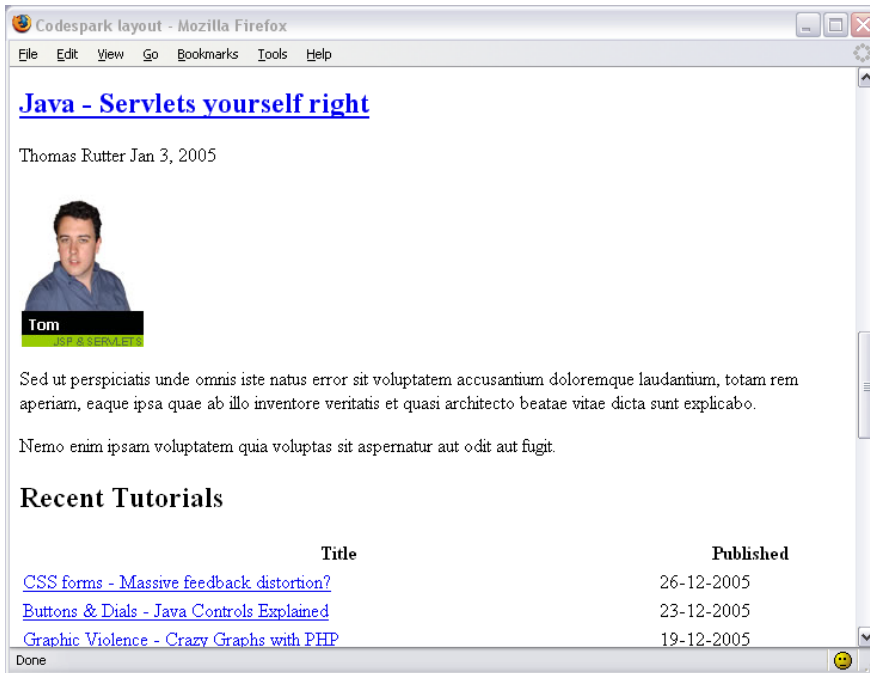 Codespark layout - Mozilla Firefox
File Edit View Go Bookmarks Tools Help
Java - Servlets yourself right
Thomas Rutter Jan 3, 2005
Tom
JSP & SERVLETS
Sed ut perspiciatis unde omnis iste natus error sit voluptatem accusantium doloremque laudantium, totam rem
aperiam, eaque ipsa quae ab illo inventore veritatis et quasi architecto beatae vitae dicta sunt explicabo.
Nemo enim ipsam voluptatem quia voluptas sit aspernatur aut odit aut fugit.
Recent Tutorials
Title Published
CSS forms - Massive feedback distortion? 26-12-2005
Buttons & Dials - Java Controls Explained 23-12-2005
Graphic Violence - Crazy Graphs with PHP 19-12-2005
Done